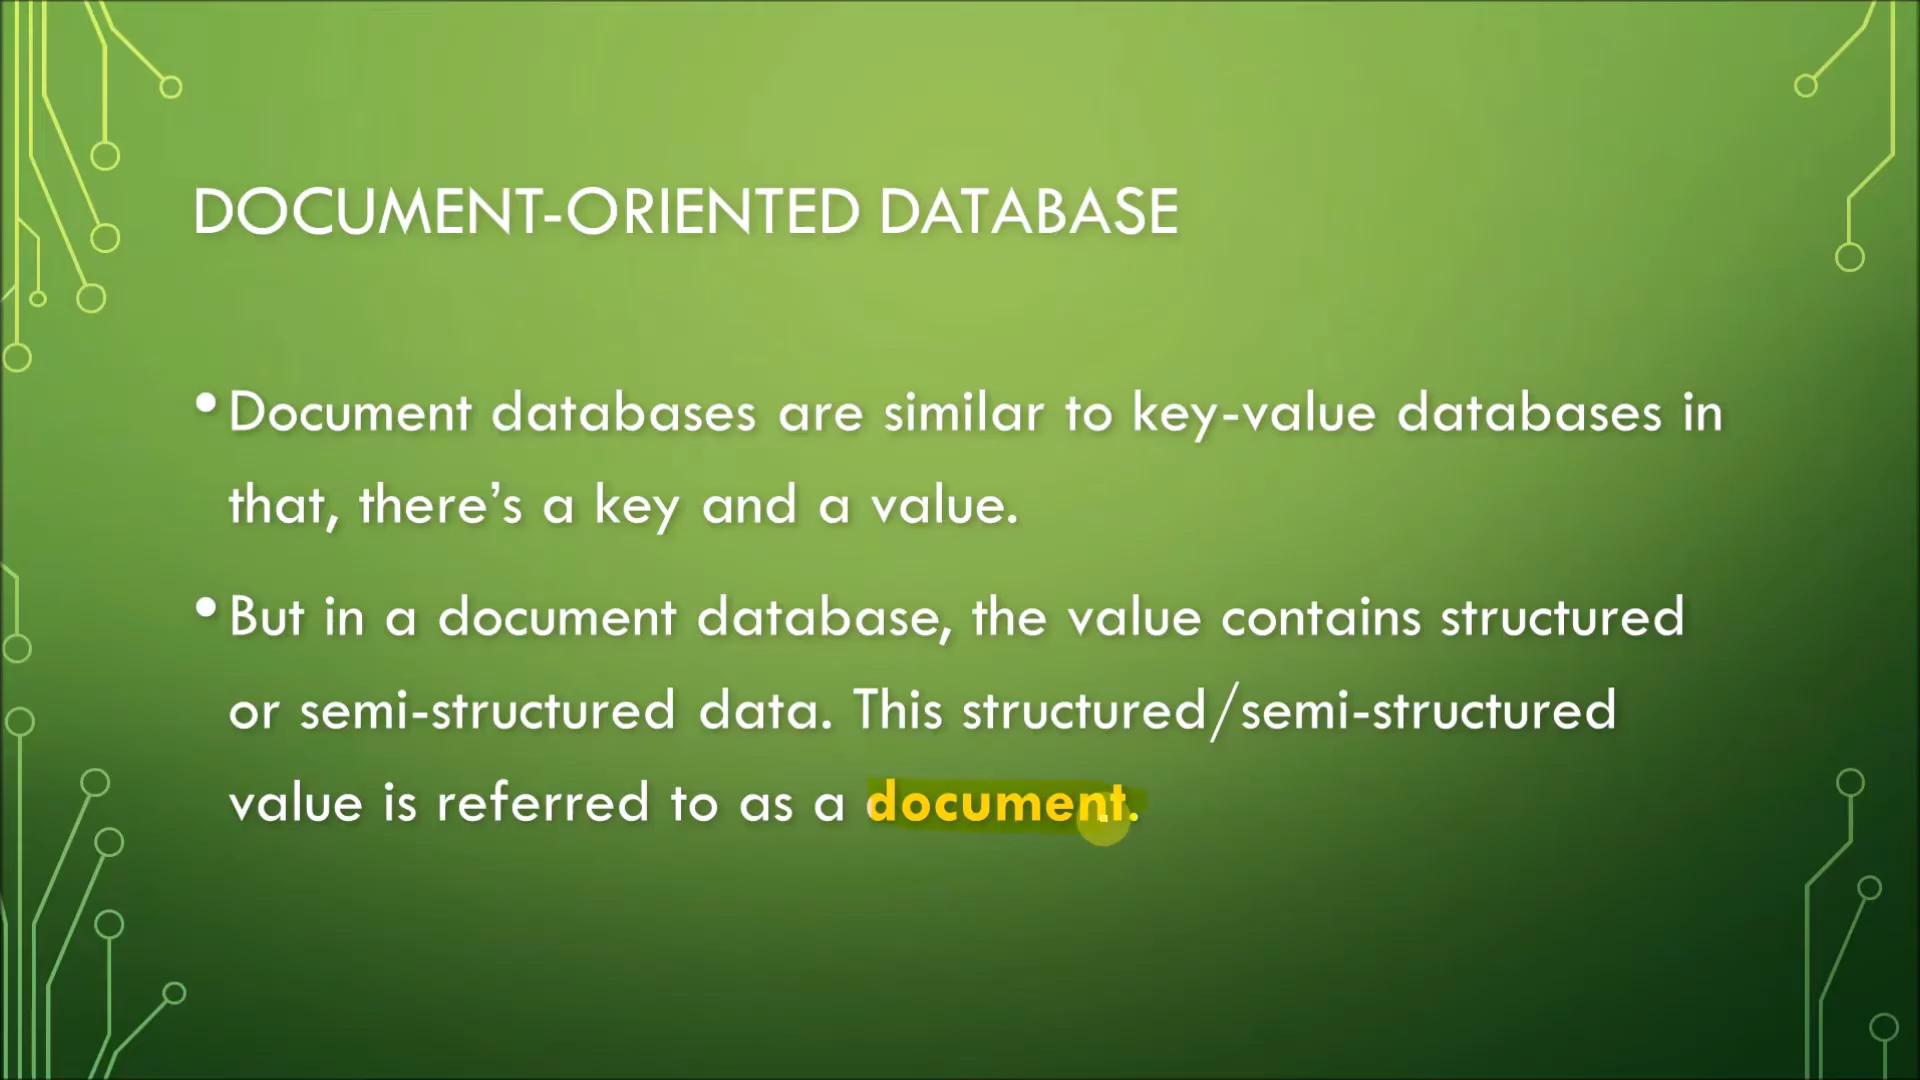 DOCUMENT-ORIENTED DATABASE
• Document databases are similar to key-value databases in
that, there’s a key and a value.
• But in a document database, the value contains structured
or semi-structured data. This structured/semi-structured
value is referred to as a document.